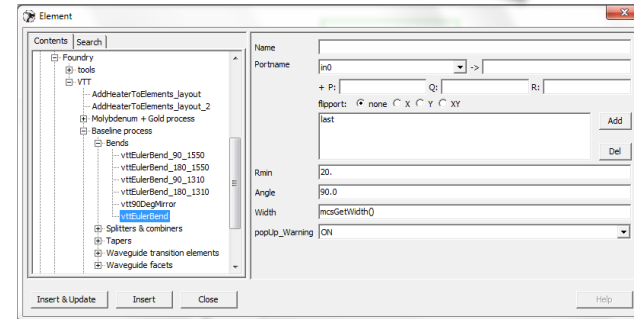 Element
Contents Search
Foundry
tools
VTT
AddHeaterToElements_layout
AddHeaterToElements_layout_2
Molybdenum + Gold process
Baseline process
Bends
vttEulerBend_90_1550
vttEulerBend_180_1550
vttEulerBend_90_1310
vttEulerBend_180_1310
vtt90DegMirror
vttEulerBend
Splitters & combiners
Tapers
Waveguide transition elements
Waveguide facets
Name
Portname in0 ->
+ P: Q: R:
flipport: none X Y XY
last
Add
Del
Rmin 20.
Angle 90.0
Width mcsGetWidth()
popUp_Warning ON
Insert & Update Insert Close Help